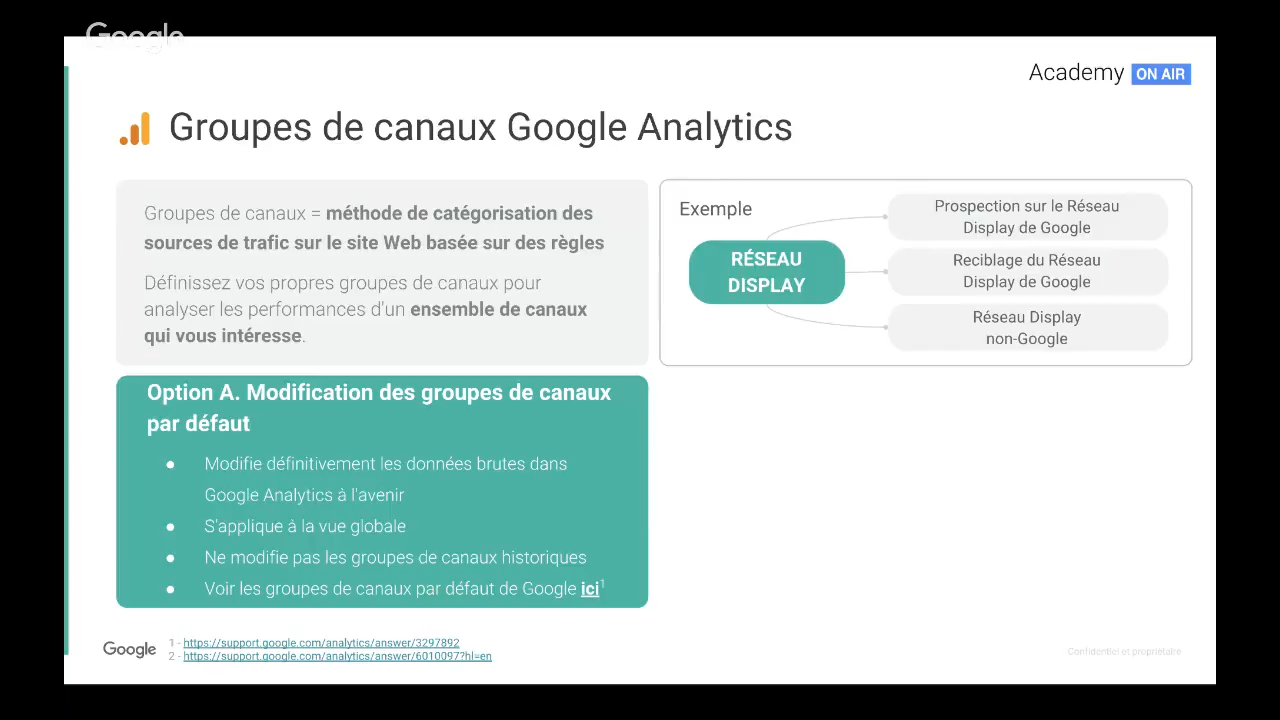 Google
Academy ON AIR
Groupes de canaux Google Analytics
Groupes de canaux = méthode de catégorisation des
sources de trafic sur le site Web basée sur des règles
Définissez vos propres groupes de canaux pour
analyser les performances d'un ensemble de canaux
qui vous intéresse.
Exemple
RÉSEAU
DISPLAY
Prospection sur le Réseau
Display de Google
Reciblage du Réseau
Display de Google
Réseau Display
non-Google
Option A. Modification des groupes de canaux
par défaut
● Modifie définitivement les données brutes dans
Google Analytics à l'avenir
● S'applique à la vue globale
● Ne modifie pas les groupes de canaux historiques
● Voir les groupes de canaux par défaut de Google ici¹
Google
1 - https://support.google.com/analytics/answer/3297892
2 - https://support.google.com/analytics/answer/6010097?hl=en
Confidentiel et propriétaire